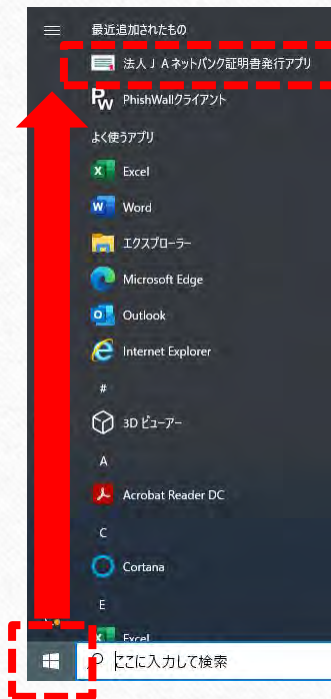 最近追加されたもの
法人ＪＡネットバンク証明書発行アプリ
PhishWallクライアント
よく使うアプリ
Excel
Word
エクスプローラー
Microsoft Edge
Outlook
Internet Explorer
#
3D ビューアー
A
Acrobat Reader DC
C
Cortana
E
Excel
ここに入力して検索